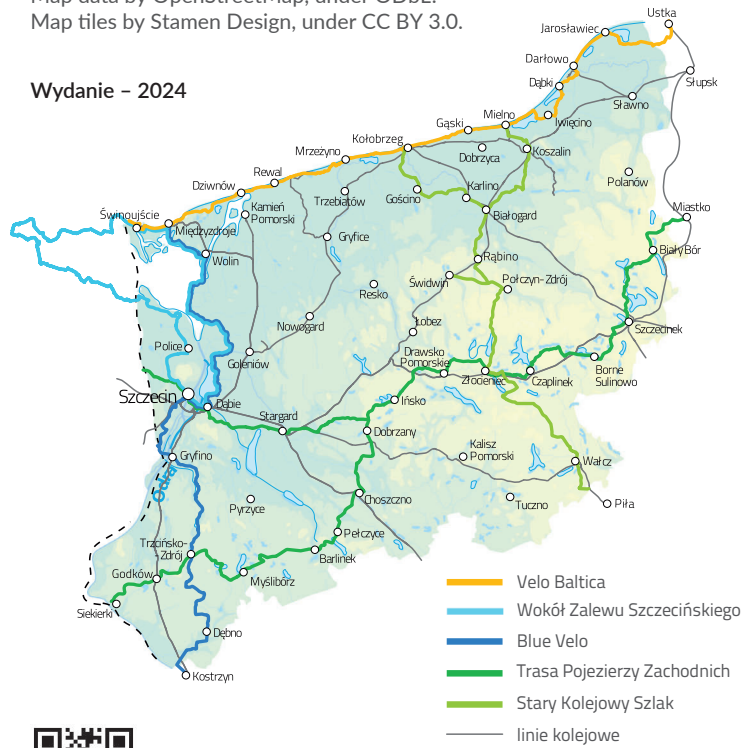 Map data by OpenStreetMap, under ODbL.
Map tiles by Stamen Design, under CC BY 3.0.
Wydanie – 2024
Ustka
Jarosławiec
Darłowo
Słupsk
Dąbki
Sławno
Mielno
Iwięcino
Gąski
Kołobrzeg
Koszalin
Dobrzyca
Mrzeżyno
Rewal
Polanów
Dziwnów
Karlino
Gościno
Trzebiatów
Kamień
Pomorski
Świnoujście
Miastko
Białogard
Międzyzdroje
Gryfice
Biały Bór
Wolin
Rąbino
Świdwin
Połczyn-Zdrój
Resko
Nowogard
Łobez
Szczecinek
Police
Goleniów
Drawsko
Pomorskie
Borne
Sulinowo
Złocieniec
Czaplinek
Szczecin
Dąbie
Ińsko
Stargard
Dobrzany
Kalisz
Pomorski
Gryfino
Wałcz
Odra
Choszczno
Tuczno
Piła
Pyrzyce
Pełczyce
Trzcińsko-
Zdrój
Barlinek
Godków
Myślibórz
Siekierki
Dębno
Kostrzyn
Velo Baltica
Wokół Zalewu Szczecińskiego
Blue Velo
Trasa Pojezierzy Zachodnich
Stary Kolejowy Szlak
linie kolejowe